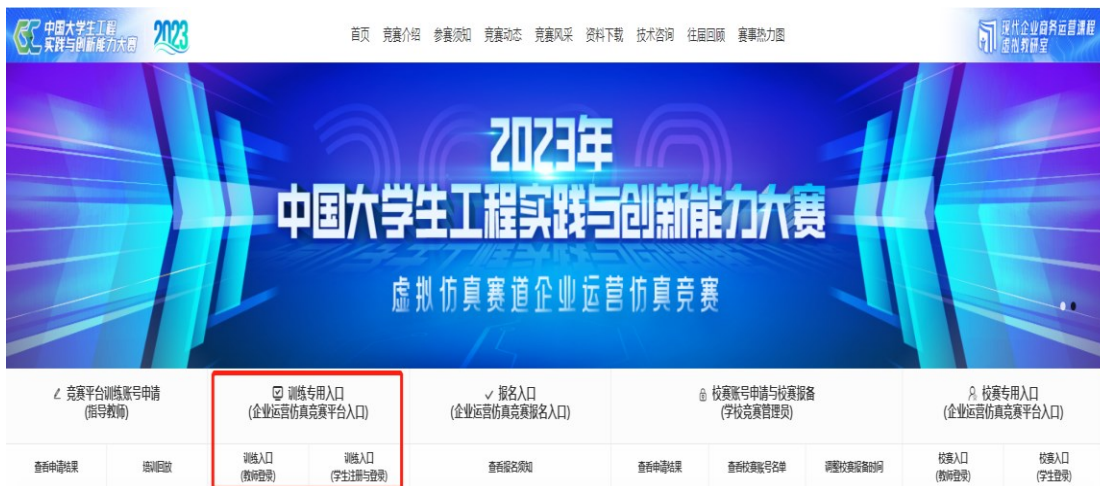 中国大学生工程
实践与创新能力大赛
2023
首页 竞赛介绍 参赛须知 竞赛动态 竞赛风采 资料下载 技术咨询 往届回顾 赛事热力图
现代企业商务运营课程
虚拟教研室
2023年
中国大学生工程实践与创新能力大赛
虚拟仿真赛道企业运营仿真竞赛
竞赛平台训练账号申请
(指导教师)
训练专用入口
(企业运营仿真竞赛平台入口)
报名入口
(企业运营仿真竞赛报名入口)
校赛账号申请与校赛报备
(学校竞赛管理员)
校赛专用入口
(企业运营仿真竞赛平台入口)
查看申请结果
培训回放
训练入口
(教师登录)
训练入口
(学生注册与登录)
查看报名须知
查看申请结果
查看校赛账号名单
调整校赛报备时间
校赛入口
(教师登录)
校赛入口
(学生登录)